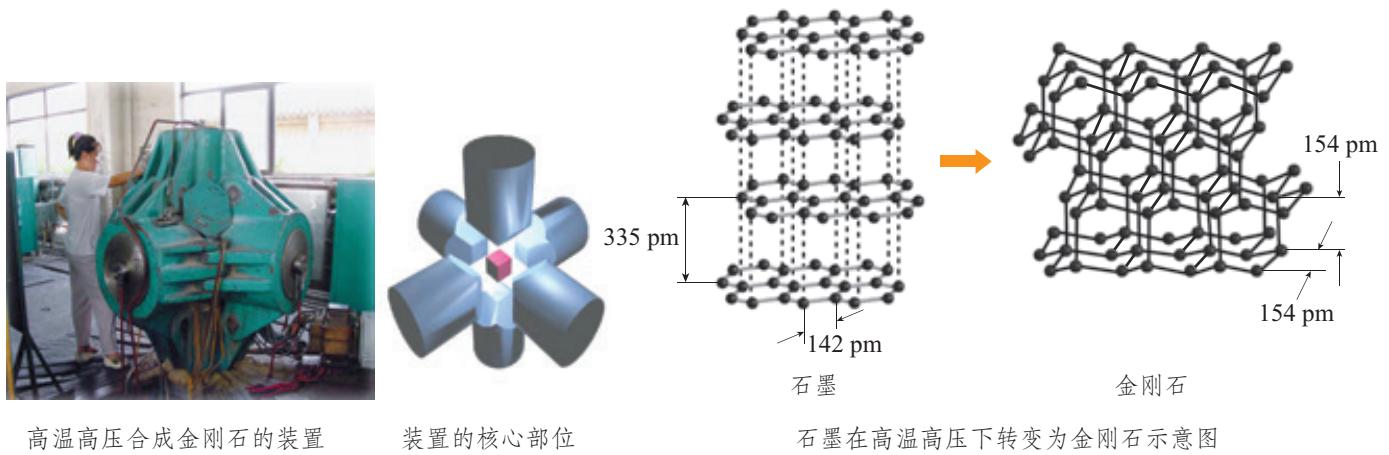 335 pm
142 pm
154 pm
154 pm
石墨
金刚石
高温高压合成金刚石的装置
装置的核心部位
石墨在高温高压下转变为金刚石示意图